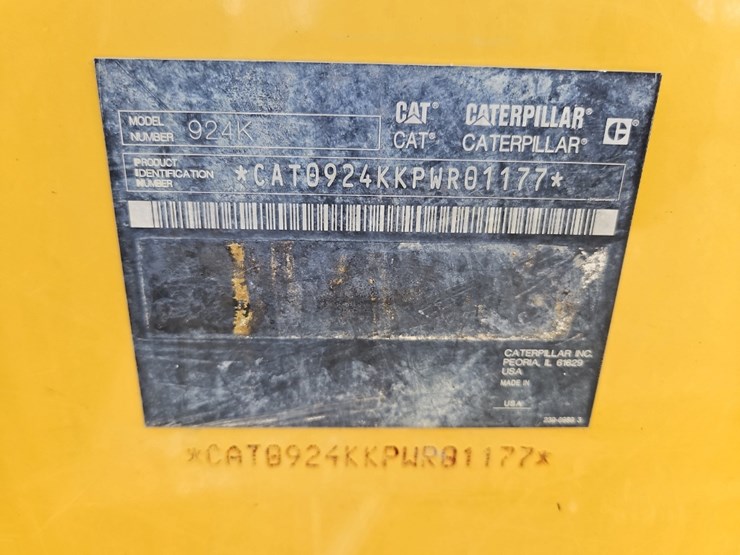 MODEL
NUMBER 924K
CAT® CATERPILLAR®
CAT® CATERPILLAR®
PRODUCT
IDENTIFICATION
NUMBER
*CAT0924KKPWR01177*
CATERPILLAR INC.
PEORIA, IL 61629
USA
MADE IN
USA
*CAT0924KKPWR01177*